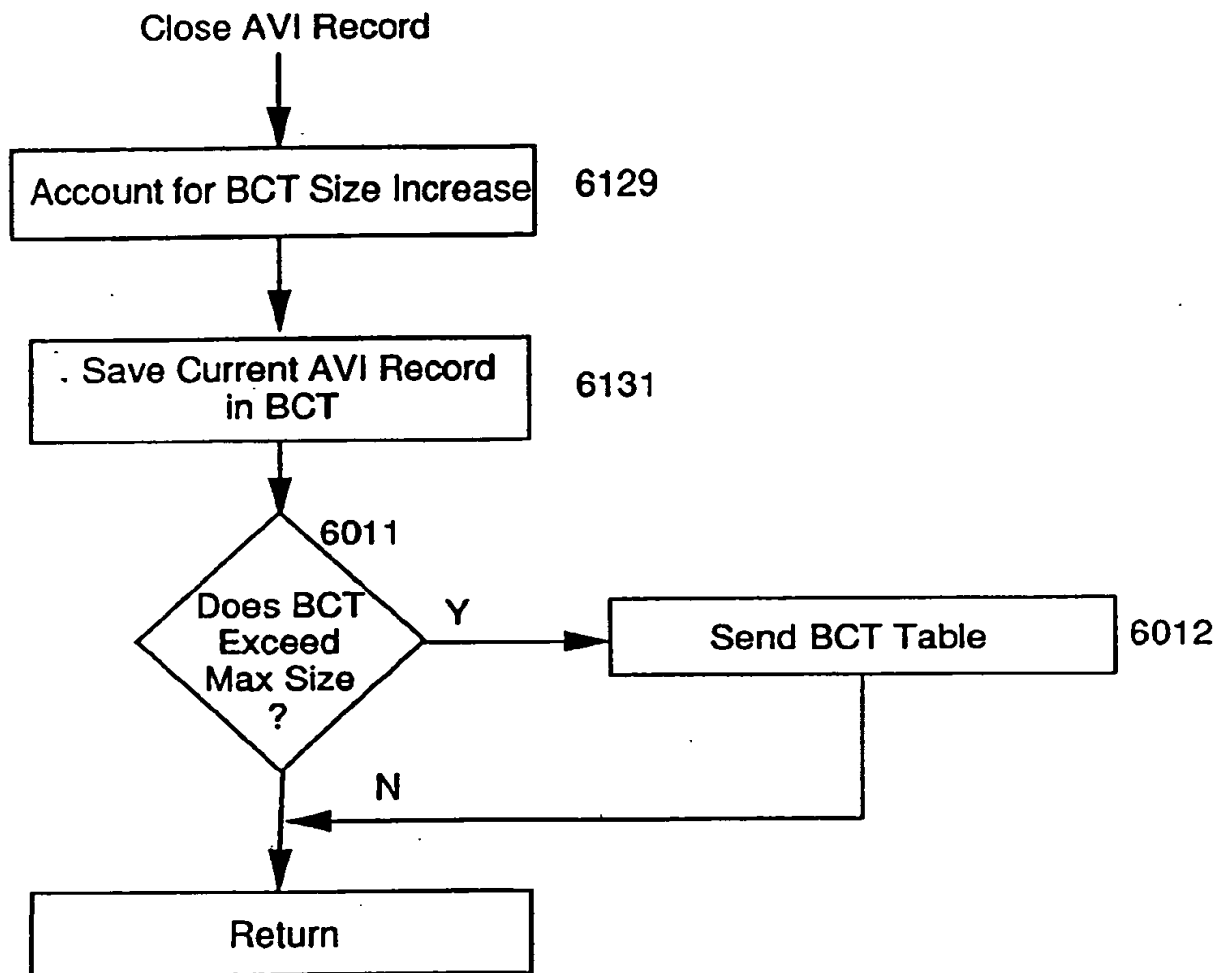 Close AVI Record
Account for BCT Size Increase
6129
Save Current AVI Record
in BCT
6131
6011
Does BCT
Exceed
Max Size
?
Y
Send BCT Table
6012
N
Return